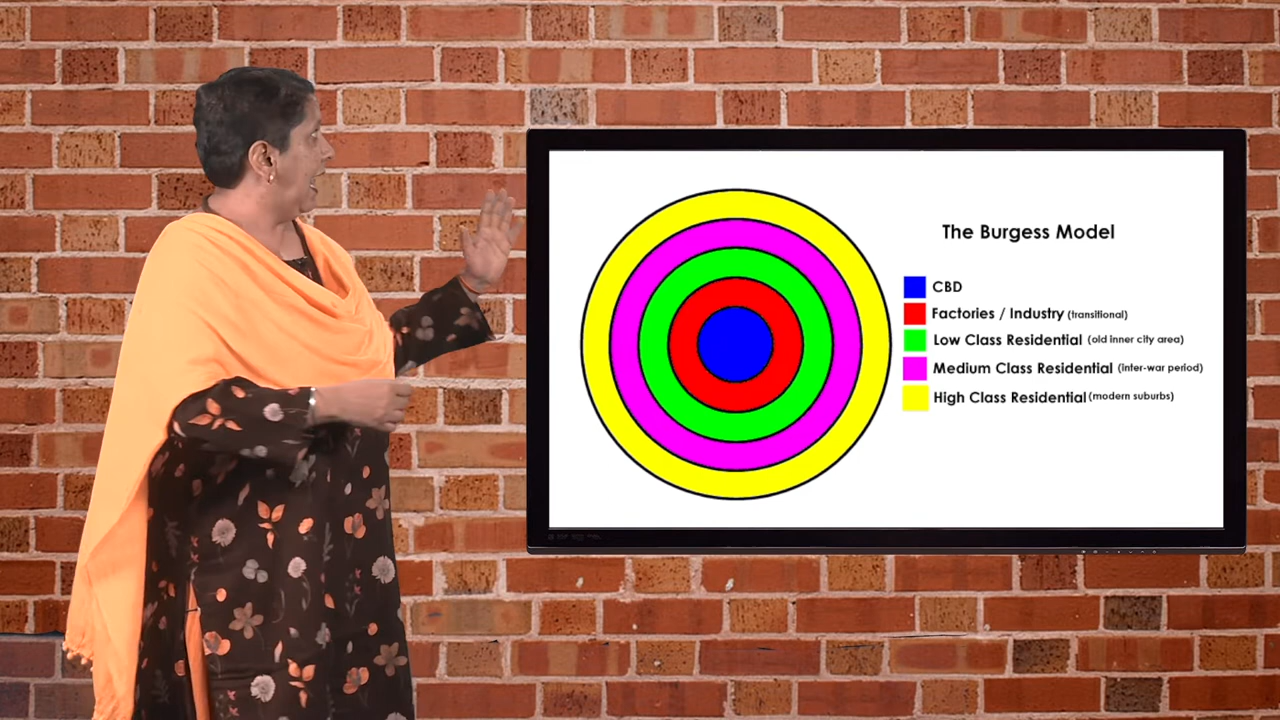 The Burgess Model
CBD
Factories / Industry (transitional)
Low Class Residential (old inner city area)
Medium Class Residential (inter-war period)
High Class Residential (modern suburbs)